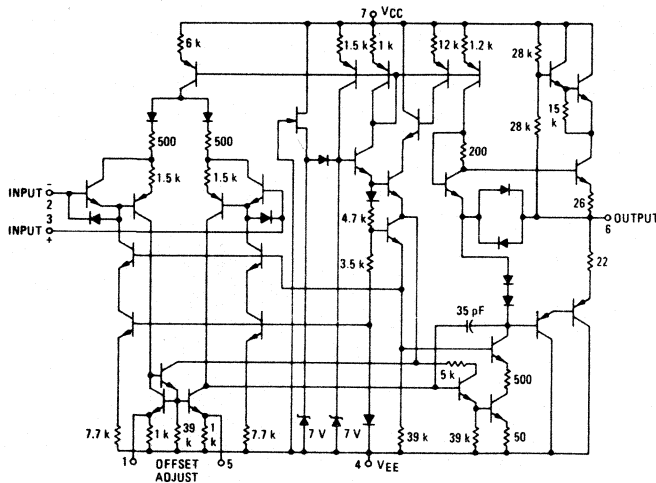 7 VCC
6 k
1.5 k
1 k
12 k
1.2 k
28 k
15
k
500
500
28 k
200
1.5 k
1.5 k
INPUT −
2
3
INPUT +
26
OUTPUT
6
4.7 k
22
3.5 k
35 pF
5 k
500
7.7 k
1 k
39
k
1
k
7.7 k
7 V
7 V
39 k
39 k
50
1
OFFSET
ADJUST
5
4 VEE